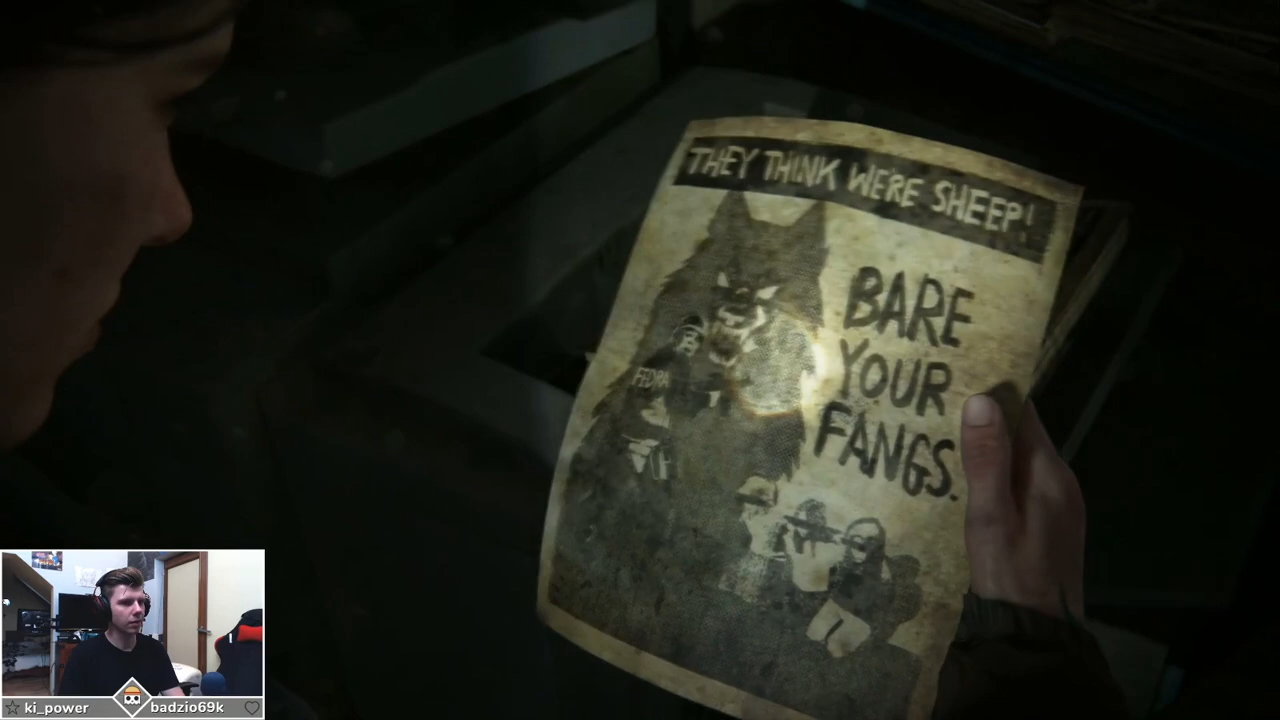 THEY THINK WE'RE SHEEP!
BARE
YOUR
FANGS.
FEDRA
ki_power
badzio69k